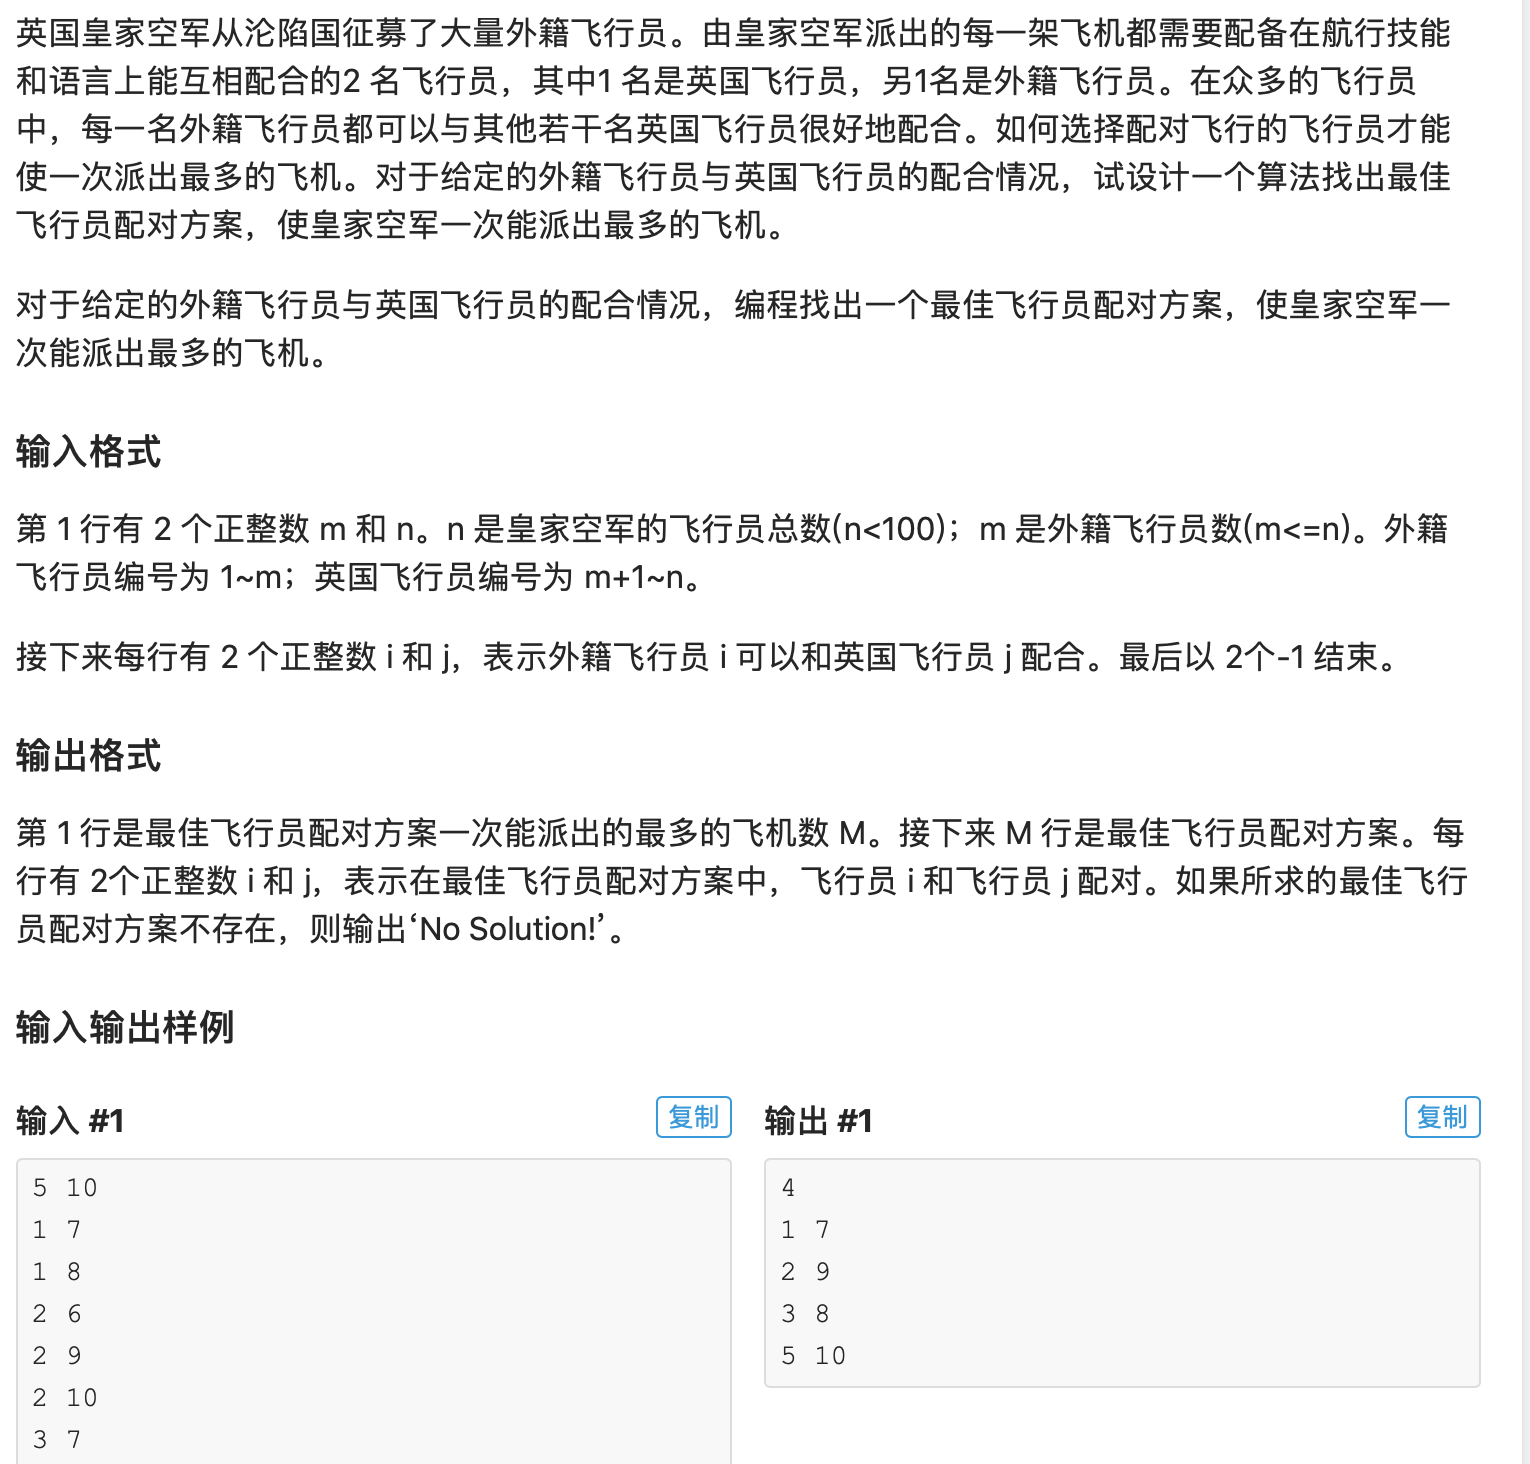 英国皇家空军从沦陷国征募了大量外籍飞行员。由皇家空军派出的每一架飞机都需要配备在航行技能
和语言上能互相配合的2 名飞行员，其中1 名是英国飞行员，另1名是外籍飞行员。在众多的飞行员
中，每一名外籍飞行员都可以与其他若干名英国飞行员很好地配合。如何选择配对飞行的飞行员才能
使一次派出最多的飞机。对于给定的外籍飞行员与英国飞行员的配合情况，试设计一个算法找出最佳
飞行员配对方案，使皇家空军一次能派出最多的飞机。
对于给定的外籍飞行员与英国飞行员的配合情况，编程找出一个最佳飞行员配对方案，使皇家空军一
次能派出最多的飞机。
输入格式
第 1 行有 2 个正整数 m 和 n。n 是皇家空军的飞行员总数(n<100)；m 是外籍飞行员数(m<=n)。外籍
飞行员编号为 1~m；英国飞行员编号为 m+1~n。
接下来每行有 2 个正整数 i 和 j，表示外籍飞行员 i 可以和英国飞行员 j 配合。最后以 2个-1 结束。
输出格式
第 1 行是最佳飞行员配对方案一次能派出的最多的飞机数 M。接下来 M 行是最佳飞行员配对方案。每
行有 2个正整数 i 和 j，表示在最佳飞行员配对方案中，飞行员 i 和飞行员 j 配对。如果所求的最佳飞行
员配对方案不存在，则输出‘No Solution!’。
输入输出样例
输入 #1
复制
5 10
1 7
1 8
2 6
2 9
2 10
3 7
输出 #1
复制
4
1 7
2 9
3 8
5 10